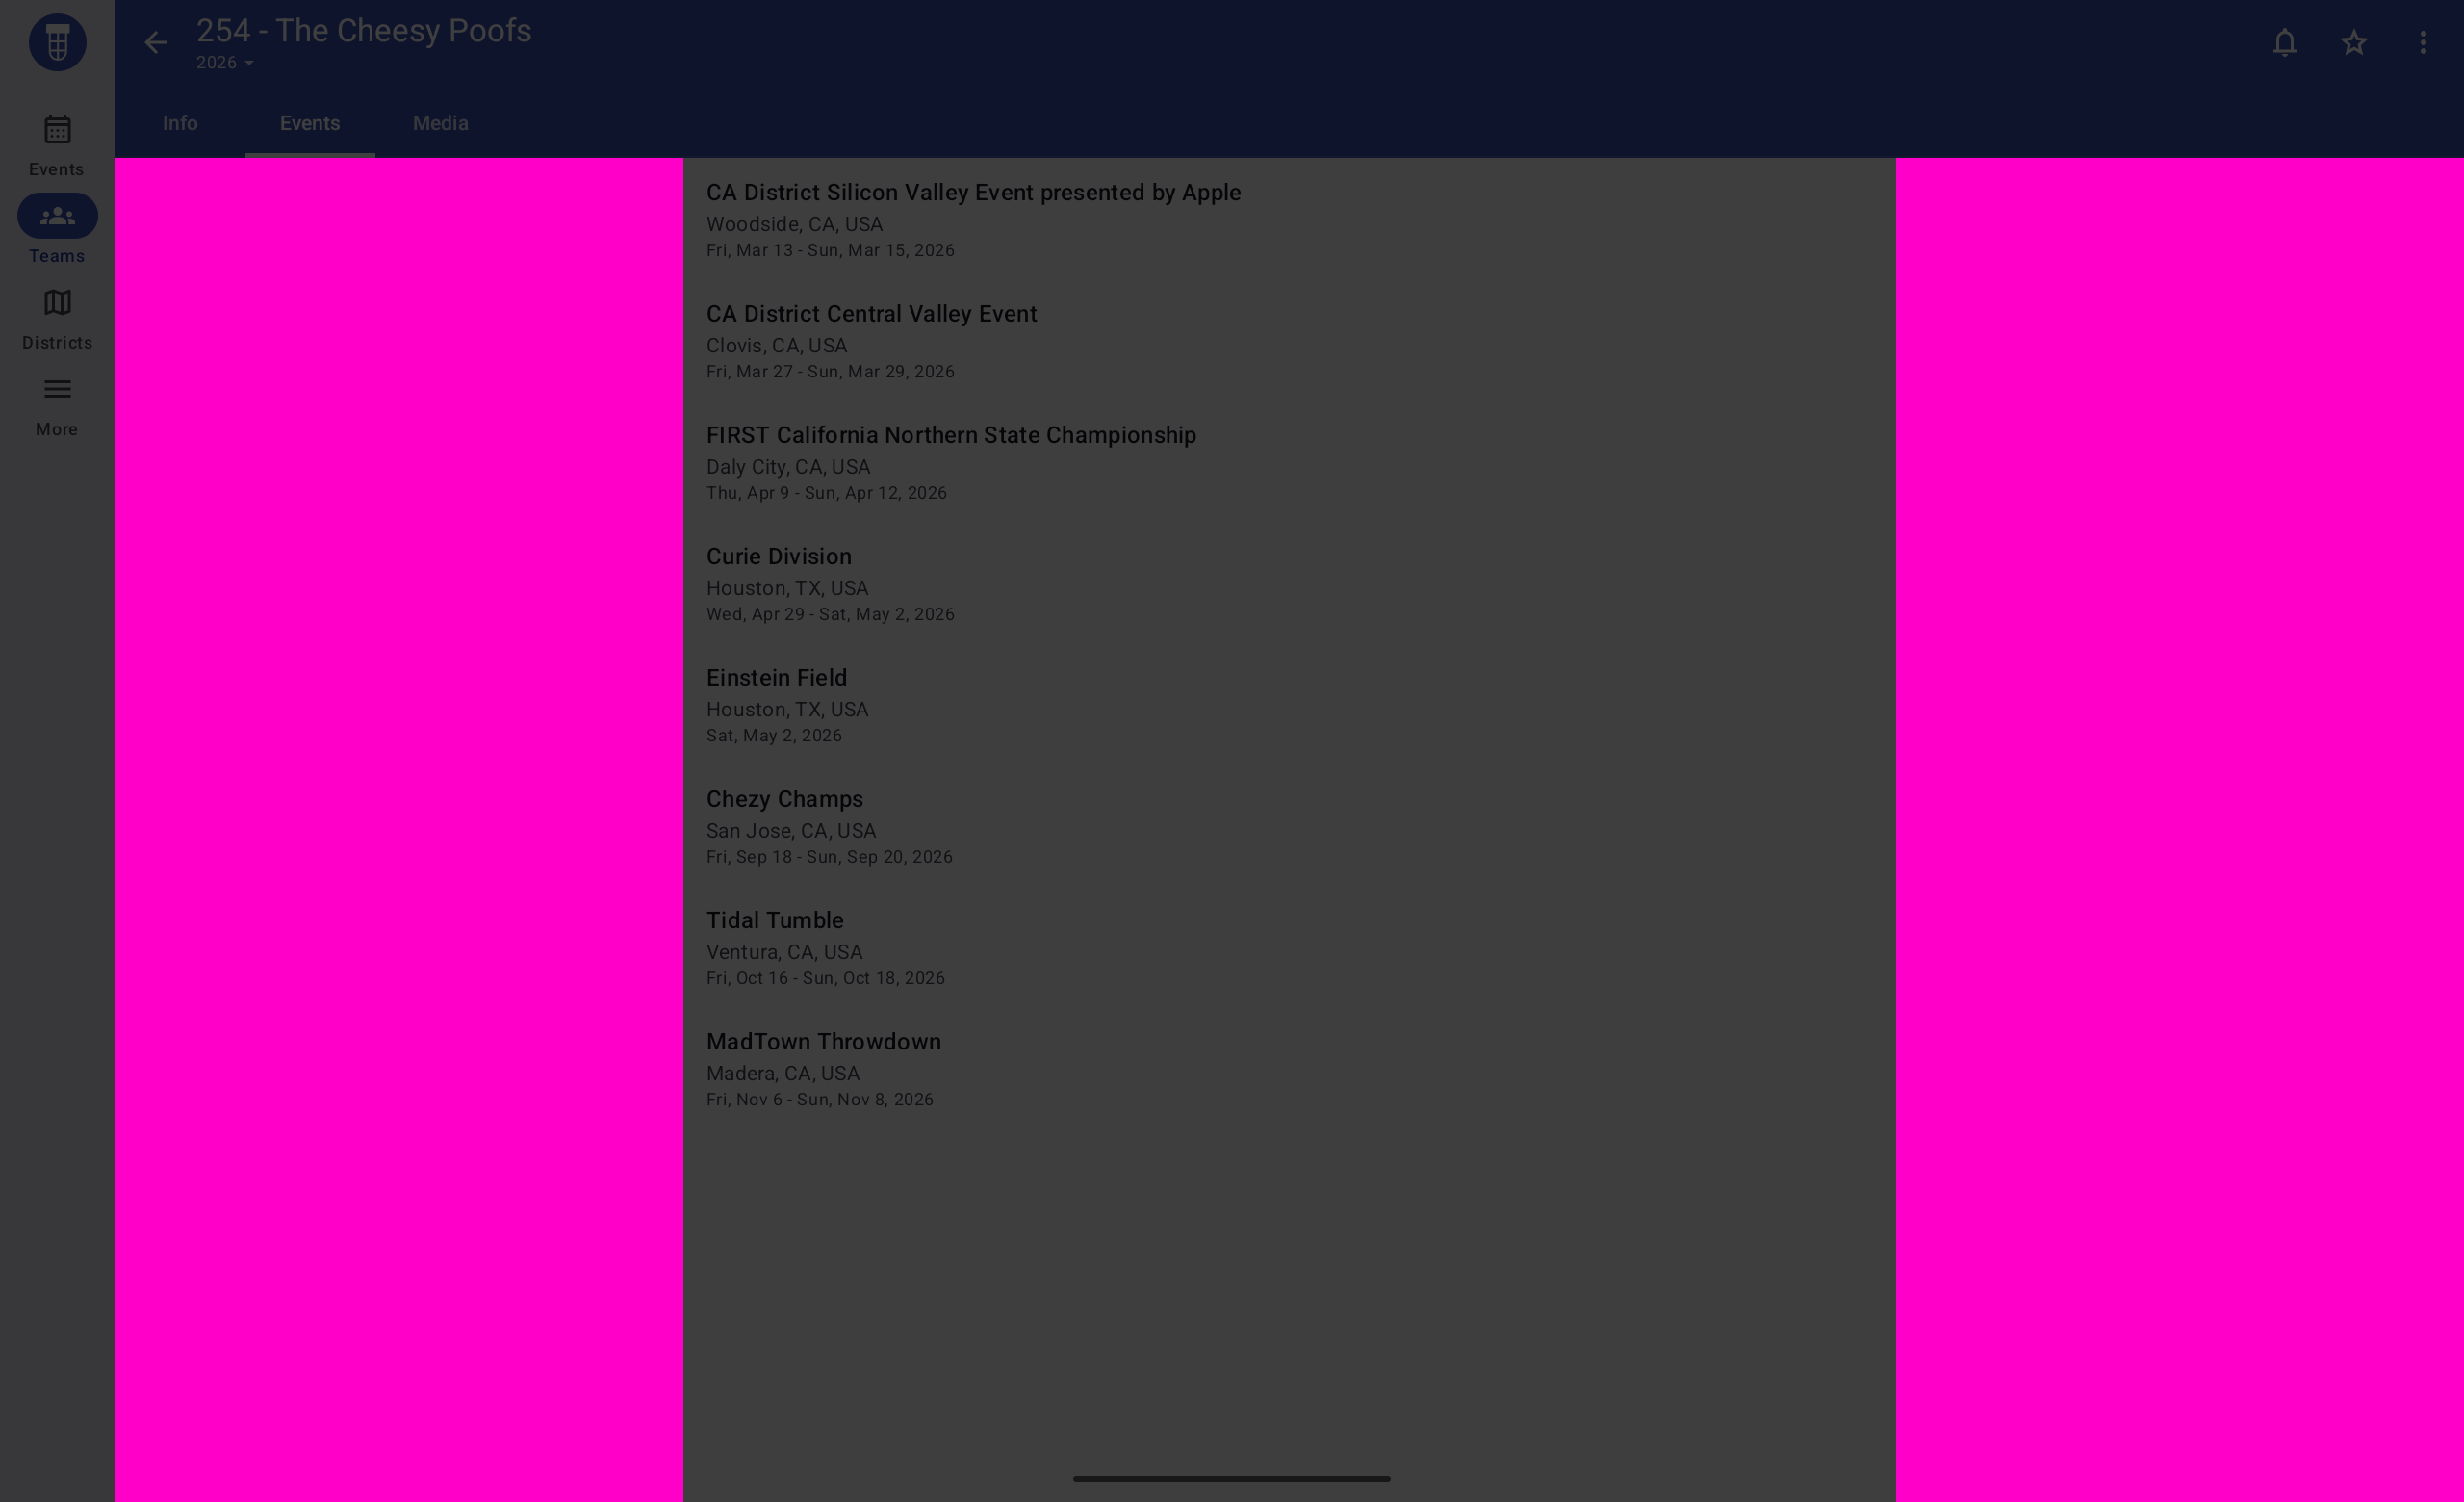 254 - The Cheesy Poofs
2026
Info
Events
Media
Events
Teams
Districts
More
CA District Silicon Valley Event presented by Apple
Woodside, CA, USA
Fri, Mar 13 - Sun, Mar 15, 2026
CA District Central Valley Event
Clovis, CA, USA
Fri, Mar 27 - Sun, Mar 29, 2026
FIRST California Northern State Championship
Daly City, CA, USA
Thu, Apr 9 - Sun, Apr 12, 2026
Curie Division
Houston, TX, USA
Wed, Apr 29 - Sat, May 2, 2026
Einstein Field
Houston, TX, USA
Sat, May 2, 2026
Chezy Champs
San Jose, CA, USA
Fri, Sep 18 - Sun, Sep 20, 2026
Tidal Tumble
Ventura, CA, USA
Fri, Oct 16 - Sun, Oct 18, 2026
MadTown Throwdown
Madera, CA, USA
Fri, Nov 6 - Sun, Nov 8, 2026